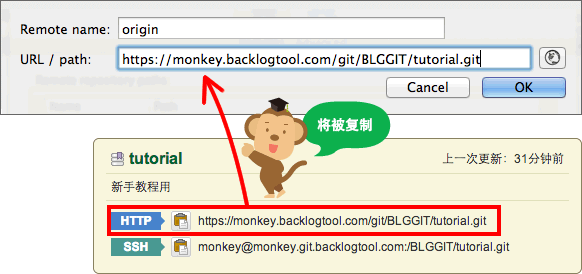 Remote name: origin
URL / path: https://monkey.backlogtool.com/git/BLGGIT/tutorial.git
Cancel OK
将被复制
tutorial 上一次更新：31分钟前
新手教程用
HTTP https://monkey.backlogtool.com/git/BLGGIT/tutorial.git
SSH monkey@monkey.git.backlogtool.com:/BLGGIT/tutorial.git